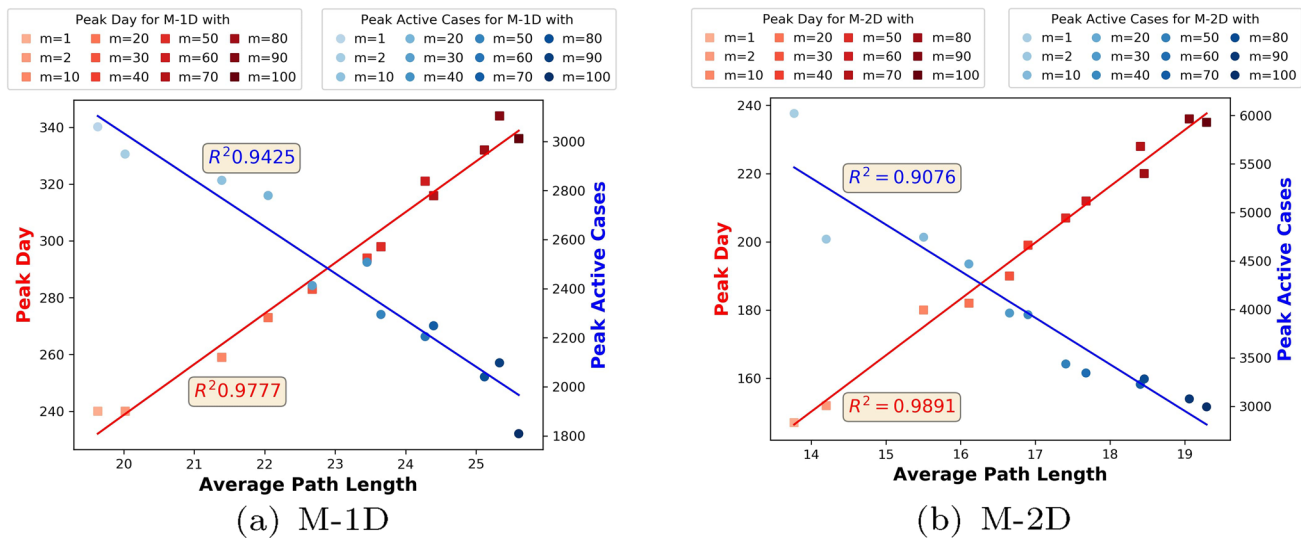 Peak Day for M-1D with
m=1 m=20 m=50 m=80
m=2 m=30 m=60 m=90
m=10 m=40 m=70 m=100
Peak Active Cases for M-1D with
m=1 m=20 m=50 m=80
m=2 m=30 m=60 m=90
m=10 m=40 m=70 m=100
Peak Day
340
320
300
280
260
240
R²0.9425
R²0.9777
3000
2800
2600
2400
2200
2000
1800
Peak Active Cases
20 21 22 23 24 25
Average Path Length
(a) M-1D
Peak Day for M-2D with
m=1 m=20 m=50 m=80
m=2 m=30 m=60 m=90
m=10 m=40 m=70 m=100
Peak Active Cases for M-2D with
m=1 m=20 m=50 m=80
m=2 m=30 m=60 m=90
m=10 m=40 m=70 m=100
Peak Day
240
220
200
180
160
R² = 0.9076
R² = 0.9891
6000
5500
5000
4500
4000
3500
3000
Peak Active Cases
14 15 16 17 18 19
Average Path Length
(b) M-2D